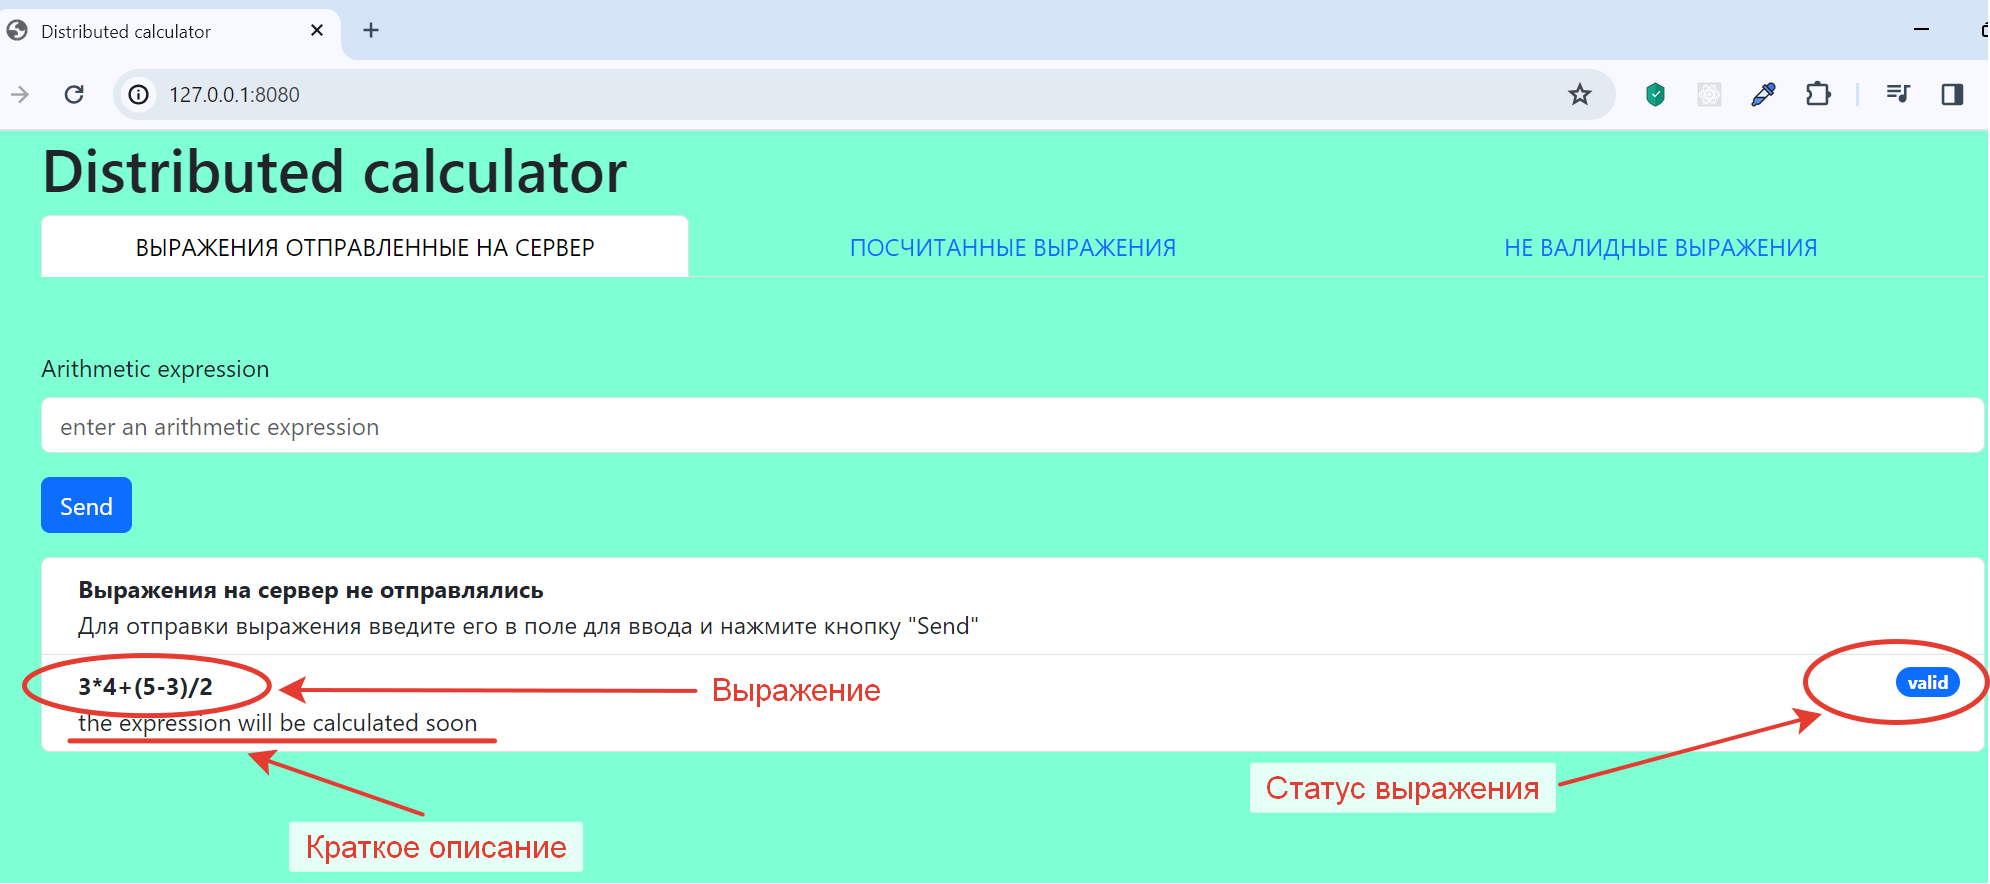 Distributed calculator
127.0.0.1:8080
Distributed calculator
ВЫРАЖЕНИЯ ОТПРАВЛЕННЫЕ НА СЕРВЕР
ПОСЧИТАННЫЕ ВЫРАЖЕНИЯ
НЕ ВАЛИДНЫЕ ВЫРАЖЕНИЯ
Arithmetic expression
enter an arithmetic expression
Send
Выражения на сервер не отправлялись
Для отправки выражения введите его в поле для ввода и нажмите кнопку "Send"
3*4+(5-3)/2
Выражение
valid
the expression will be calculated soon
Статус выражения
Краткое описание